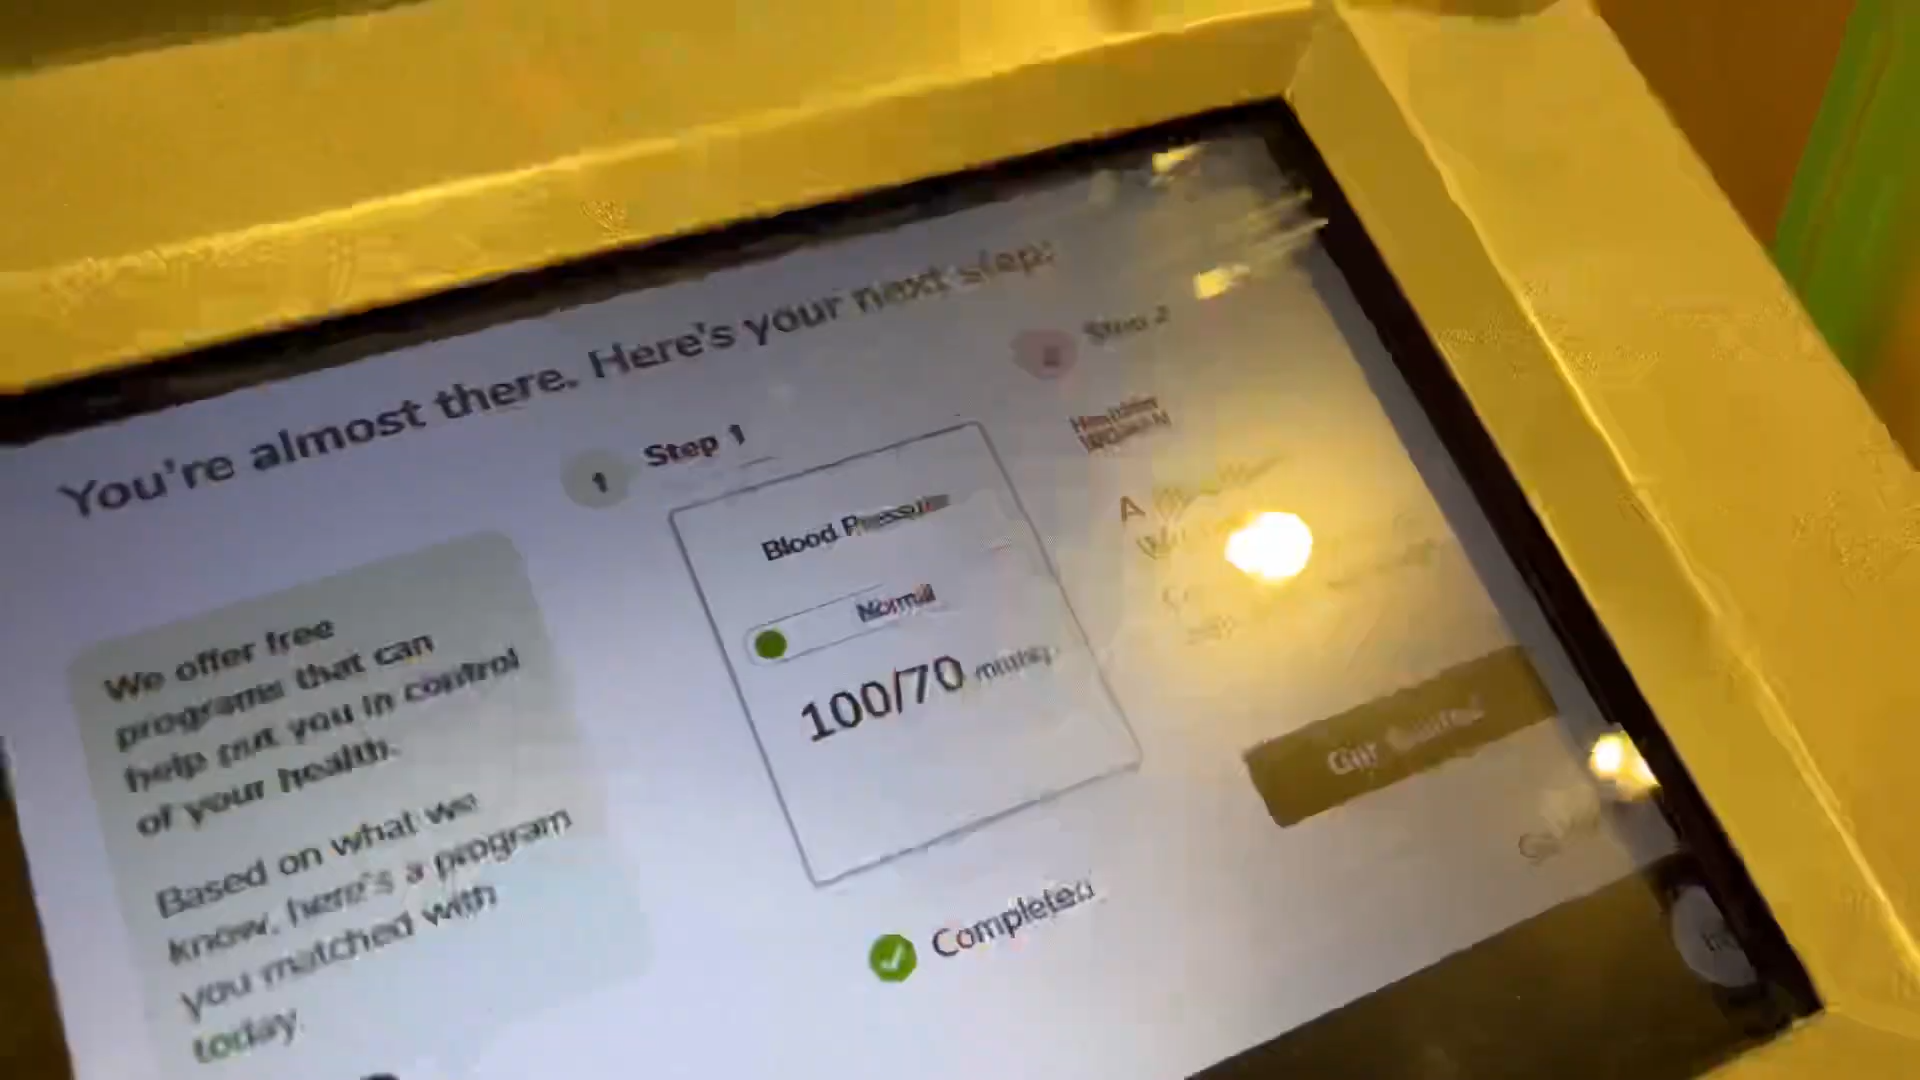 You're almost there. Here's your next step:
We offer free
programs that can
help put you in control
of your health.
Based on what we
know, here's a program
you matched with
today.
1 Step 1
Blood Pressure
Normal
100/70 mmHg
Completed
2 Step 2
A